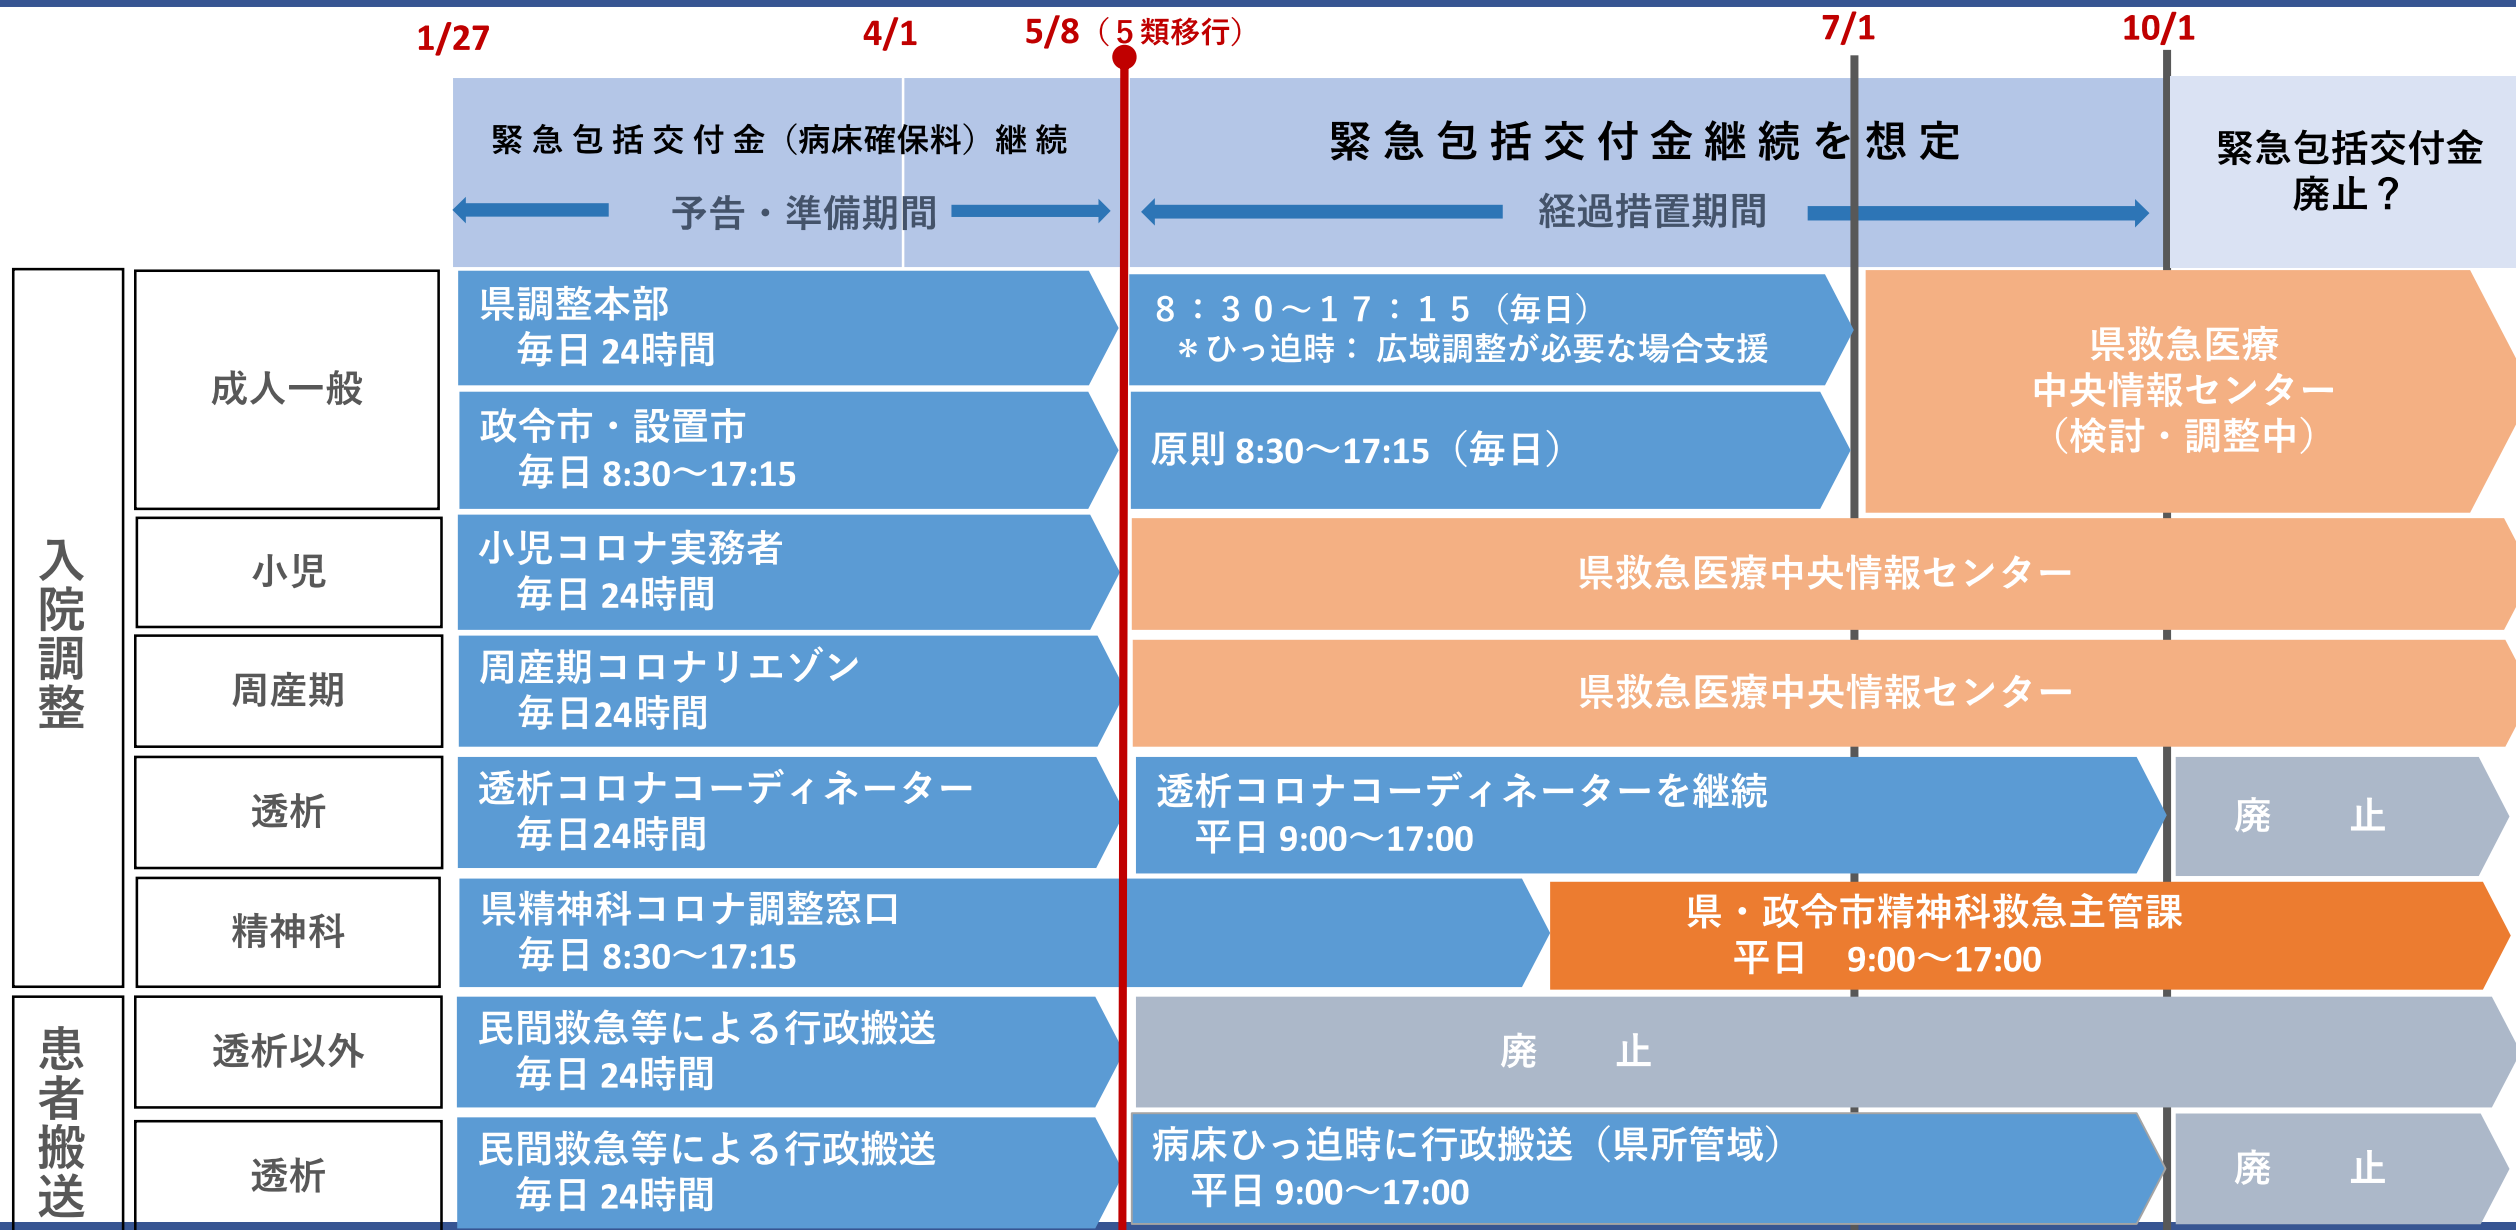 1/27
4/1
5/8（５類移行）
7/1
10/1
緊急包括交付金（病床確保料）継続
緊急包括交付金継続を想定
緊急包括交付金
廃止？
予告・準備期間
経過措置期間
入院調整
成人一般
県調整本部
毎日 24時間
８：３０～１７：１５（毎日）
＊ひっ迫時：広域調整が必要な場合支援
県救急医療
中央情報センター
（検討・調整中）
政令市・設置市
毎日 8:30～17:15
原則 8:30～17:15（毎日）
小児
小児コロナ実務者
毎日 24時間
県救急医療中央情報センター
周産期
周産期コロナリエゾン
毎日24時間
県救急医療中央情報センター
透析
透析コロナコーディネーター
毎日24時間
透析コロナコーディネーターを継続
平日 9:00～17:00
廃　止
精神科
県精神科コロナ調整窓口
毎日 8:30～17:15
県・政令市精神科救急主管課
平日　9:00～17:00
患者搬送
透析以外
民間救急等による行政搬送
毎日 24時間
廃　止
透析
民間救急等による行政搬送
毎日 24時間
病床ひっ迫時に行政搬送（県所管域）
平日 9:00～17:00
廃　止